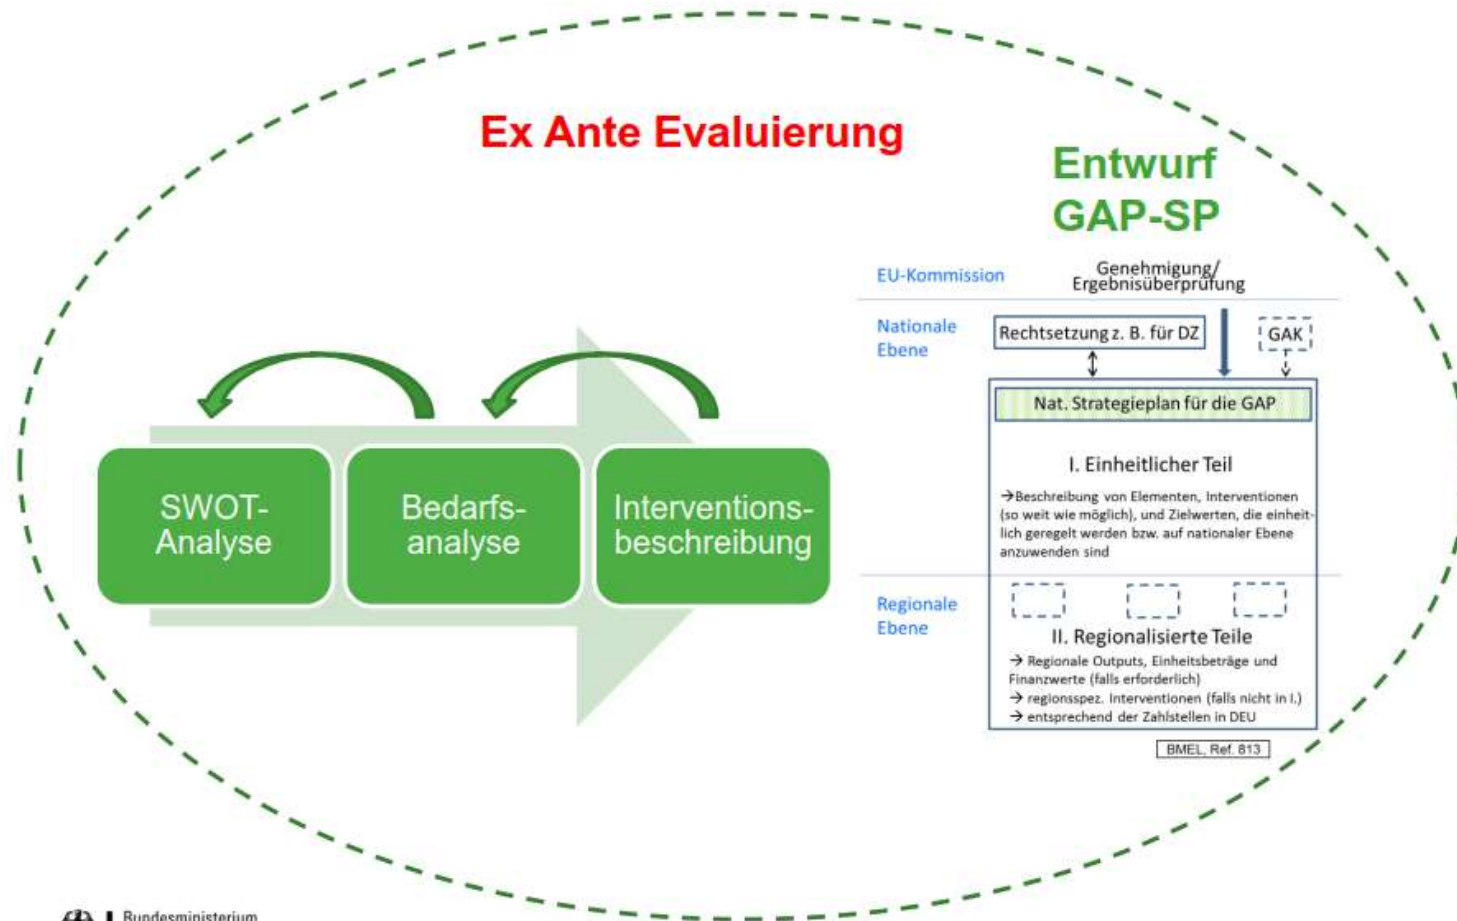 Ex Ante Evaluierung
Entwurf
GAP-SP
EU-Kommission
Genehmigung/
Ergebnisüberprüfung
Nationale
Ebene
Rechtsetzung z. B. für DZ
GAK
Nat. Strategieplan für die GAP
I. Einheitlicher Teil
→Beschreibung von Elementen, Interventionen
(so weit wie möglich), und Zielwerten, die einheit-
lich geregelt werden bzw. auf nationaler Ebene
anzuwenden sind
Regionale
Ebene
II. Regionalisierte Teile
→ Regionale Outputs, Einheitsbeträge und
Finanzwerte (falls erforderlich)
→ regionsspez. Interventionen (falls nicht in I.)
→ entsprechend der Zahlstellen in DEU
BMEL, Ref. 813
SWOT-
Analyse
Bedarfs-
analyse
Interventions-
beschreibung
Bundesministerium